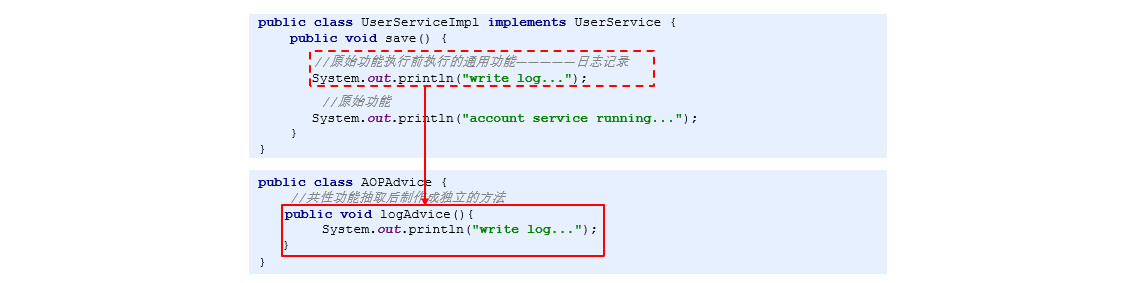 public class UserServiceImpl implements UserService {
public void save() {
//原始功能执行前执行的通用功能—————日志记录
System.out.println("write log...");
//原始功能
System.out.println("account service running...");
}
}
public class AOPAdvice {
//共性功能抽取后制作成独立的方法
public void logAdvice(){
System.out.println("write log...");
}
}